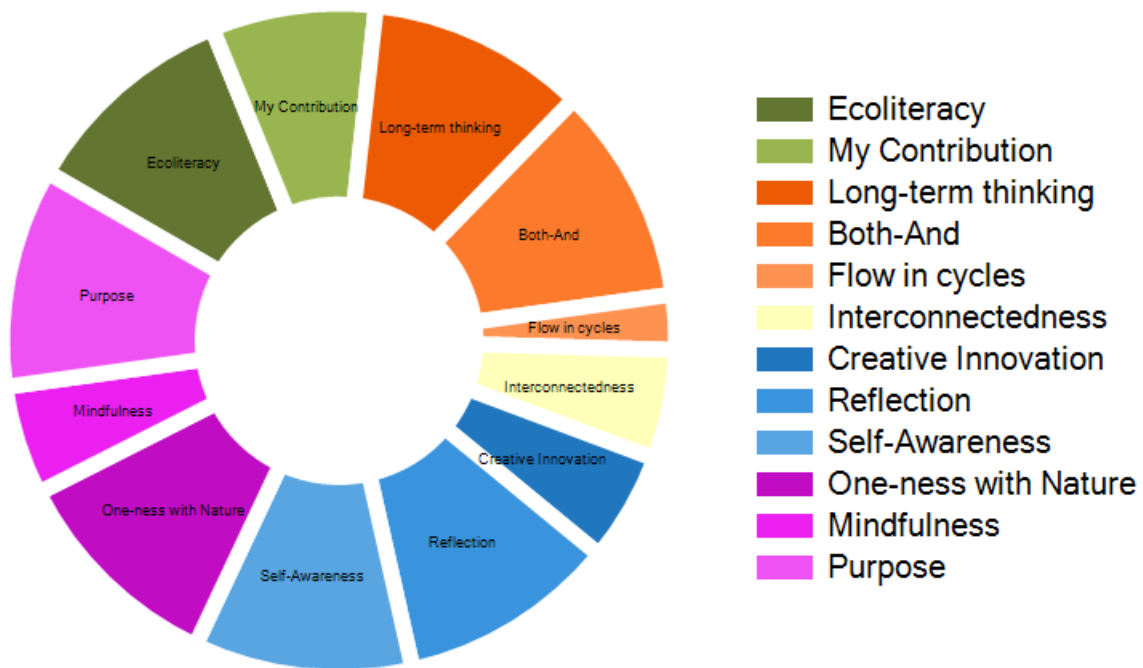 My Contribution
Long-term thinking
Ecoliteracy
Both-And
Purpose
Flow in cycles
Interconnectedness
Mindfulness
Creative Innovation
One-ness with Nature
Reflection
Self-Awareness
Ecoliteracy
My Contribution
Long-term thinking
Both-And
Flow in cycles
Interconnectedness
Creative Innovation
Reflection
Self-Awareness
One-ness with Nature
Mindfulness
Purpose